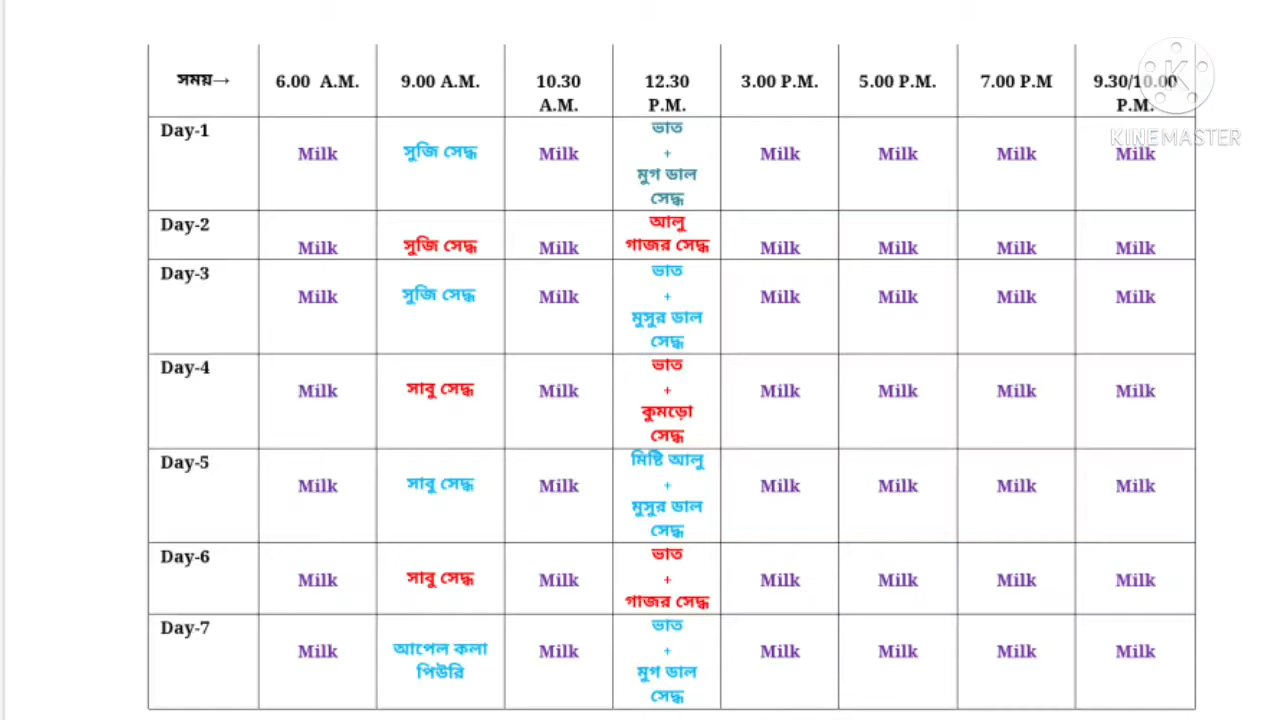 সময়→ 6.00 A.M. 9.00 A.M. 10.30 A.M. 12.30 P.M. 3.00 P.M. 5.00 P.M. 7.00 P.M 9.30/10.00 P.M.
KINEMASTER
Day-1 Milk সুজি সেদ্ধ Milk ভাত + মুগ ডাল সেদ্ধ Milk Milk Milk Milk
Day-2 Milk সুজি সেদ্ধ Milk আলু গাজর সেদ্ধ Milk Milk Milk Milk
Day-3 Milk সুজি সেদ্ধ Milk ভাত + মুসুর ডাল সেদ্ধ Milk Milk Milk Milk
Day-4 Milk সাবু সেদ্ধ Milk ভাত + কুমড়ো সেদ্ধ Milk Milk Milk Milk
Day-5 Milk সাবু সেদ্ধ Milk মিষ্টি আলু + মুসুর ডাল সেদ্ধ Milk Milk Milk Milk
Day-6 Milk সাবু সেদ্ধ Milk ভাত + গাজর সেদ্ধ Milk Milk Milk Milk
Day-7 Milk আপেল কলা পিউরি Milk ভাত + মুগ ডাল সেদ্ধ Milk Milk Milk Milk